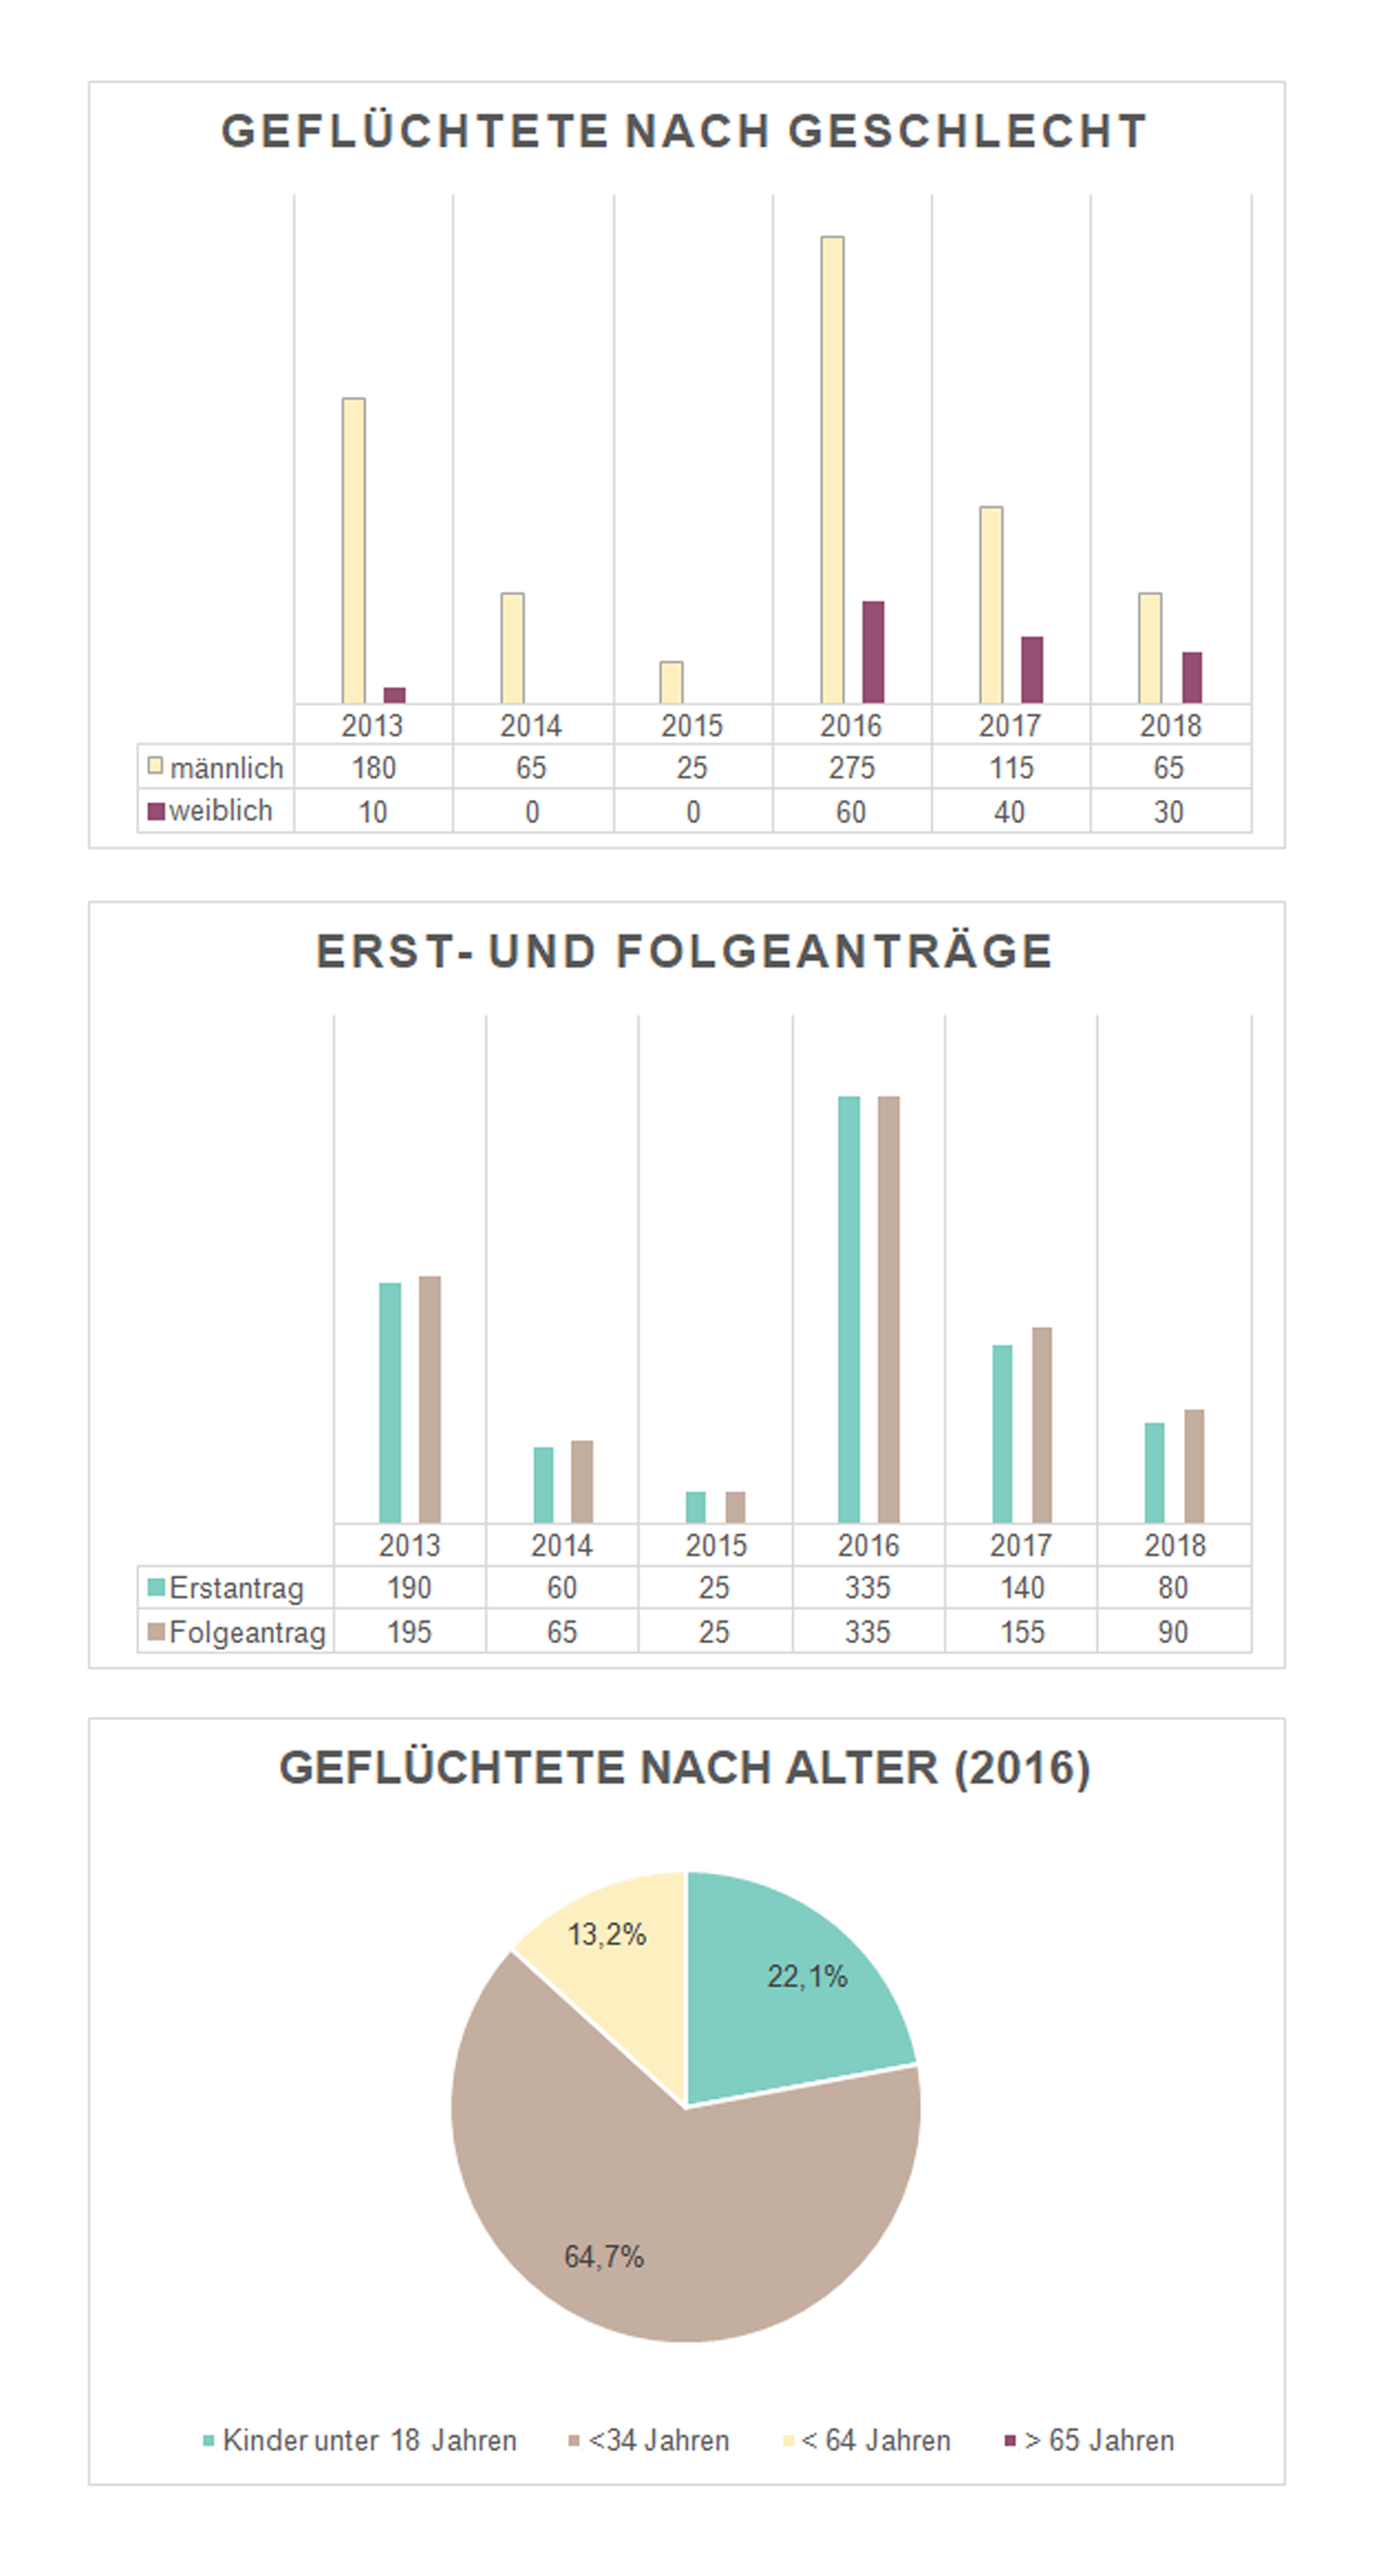 GEFLÜCHTETE NACH GESCHLECHT
2013 2014 2015 2016 2017 2018
männlich 180 65 25 275 115 65
weiblich 10 0 0 60 40 30
ERST- UND FOLGEANTRÄGE
2013 2014 2015 2016 2017 2018
Erstantrag 190 60 25 335 140 80
Folgeantrag 195 65 25 335 155 90
GEFLÜCHTETE NACH ALTER (2016)
13,2%
22,1%
64,7%
Kinder unter 18 Jahren <34 Jahren < 64 Jahren > 65 Jahren